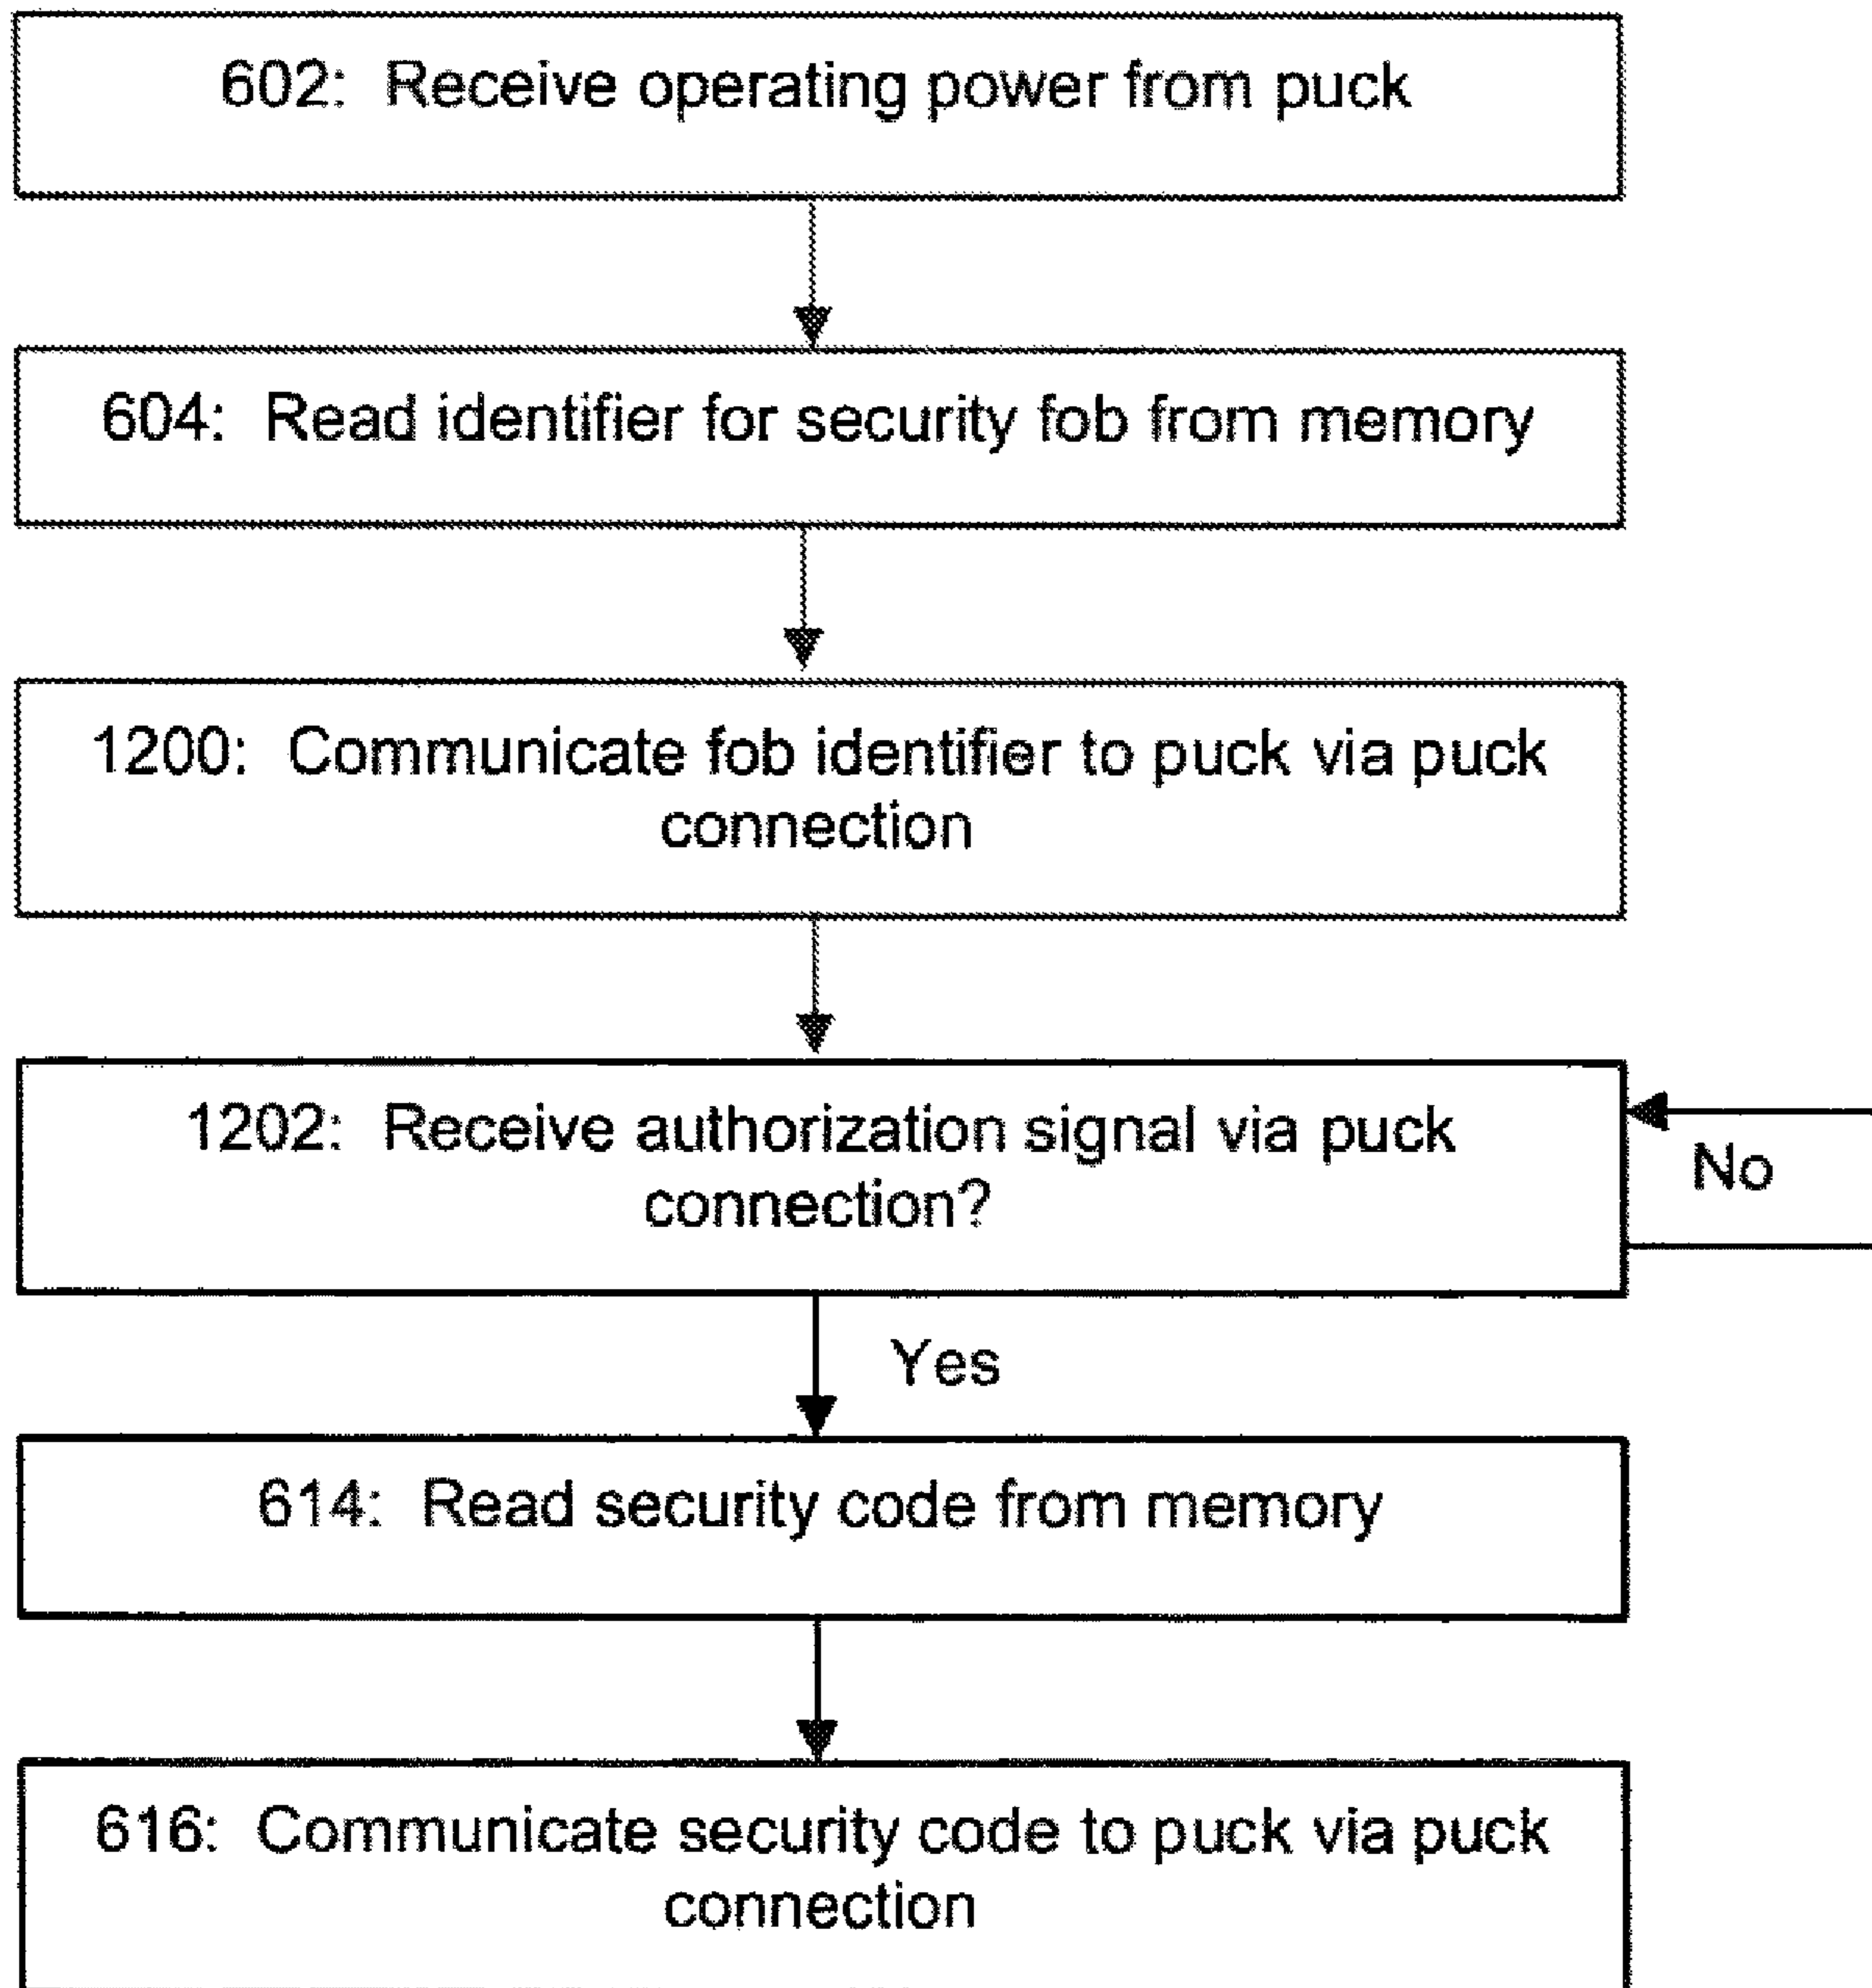 602: Receive operating power from puck
604: Read identifier for security fob from memory
1200: Communicate fob identifier to puck via puck
connection
1202: Receive authorization signal via puck
connection?
No
Yes
614: Read security code from memory
616: Communicate security code to puck via puck
connection